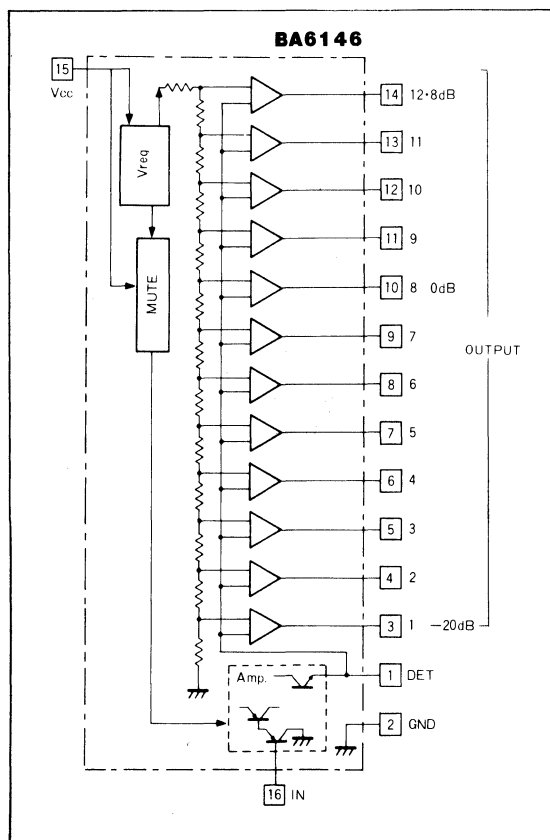 BA6146
15
Vcc
Vreq
MUTE
14 12·8dB
13 11
12 10
11 9
10 8 0dB
9 7
8 6
7 5
6 4
5 3
4 2
3 1 −20dB
OUTPUT
Amp.
1 DET
2 GND
16 IN